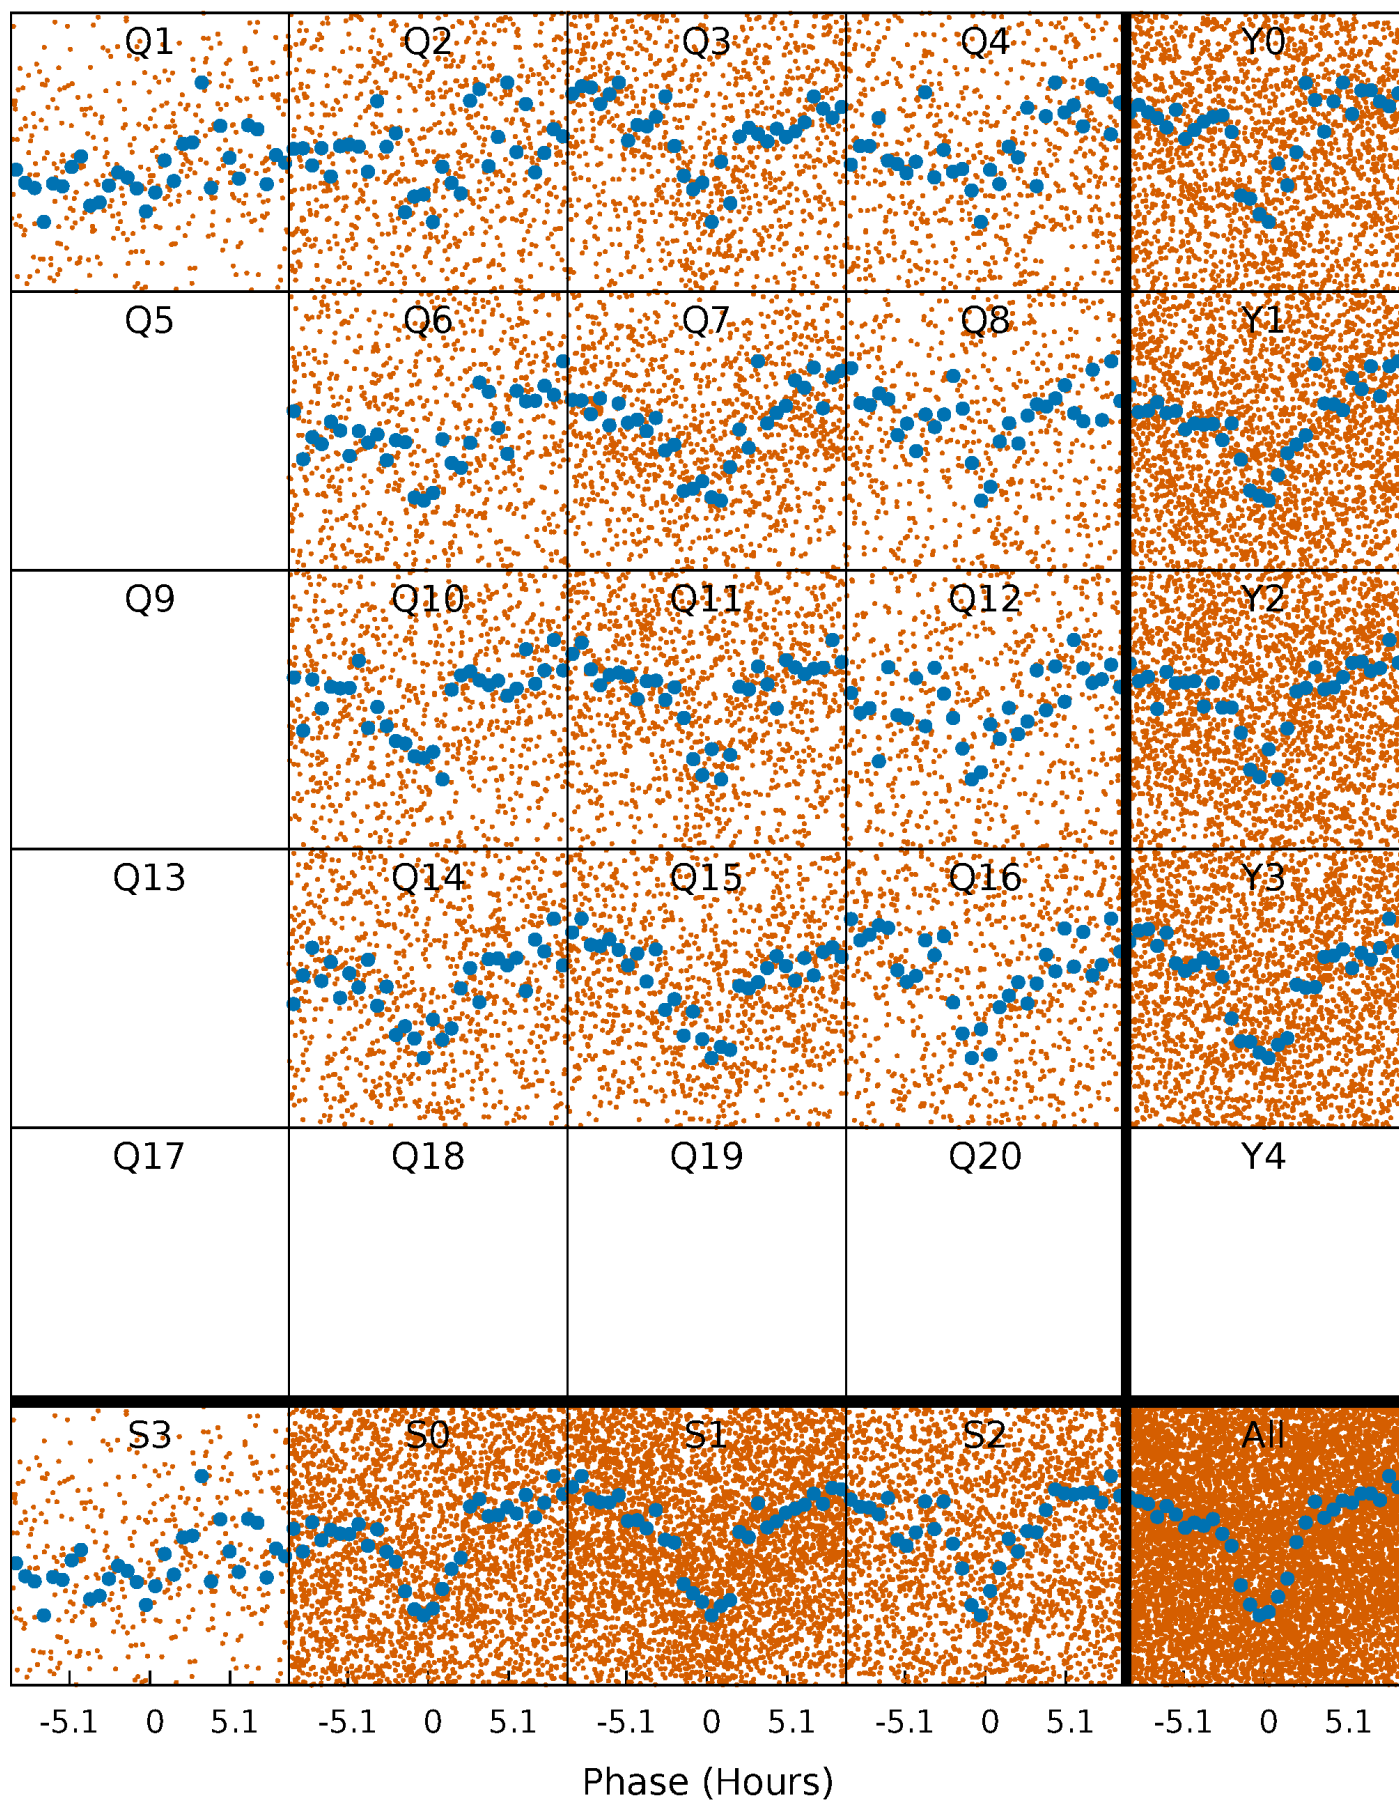 Q1 Q2 Q3 Q4 Y0
Q5 Q6 Q7 Q8 Y1
Q9 Q10 Q11 Q12 Y2
Q13 Q14 Q15 Q16 Y3
Q17 Q18 Q19 Q20 Y4
S3 S0 S1 S2 All
-5.1 0 5.1 -5.1 0 5.1 -5.1 0 5.1 -5.1 0 5.1 -5.1 0 5.1
Phase (Hours)